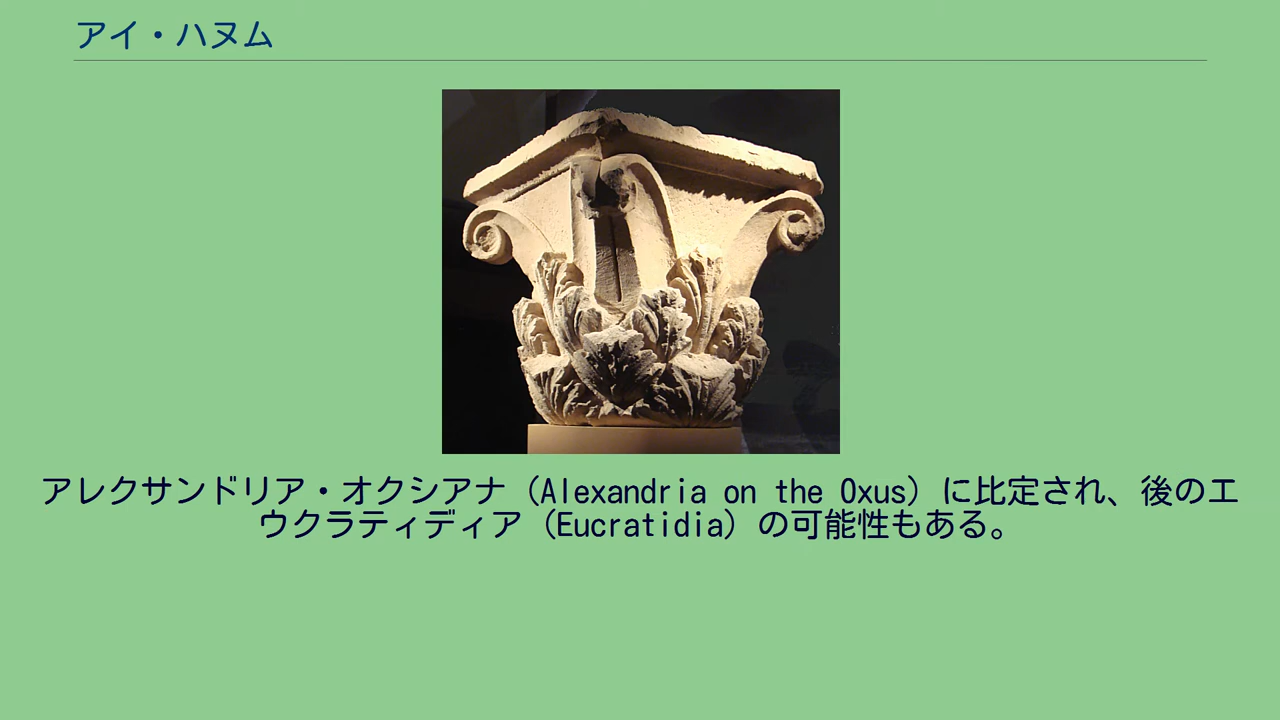 アイ・ハヌム
アレクサンドリア・オクシアナ（Alexandria on the Oxus）に比定され、後のエ
ウクラティディア（Eucratidia）の可能性もある。